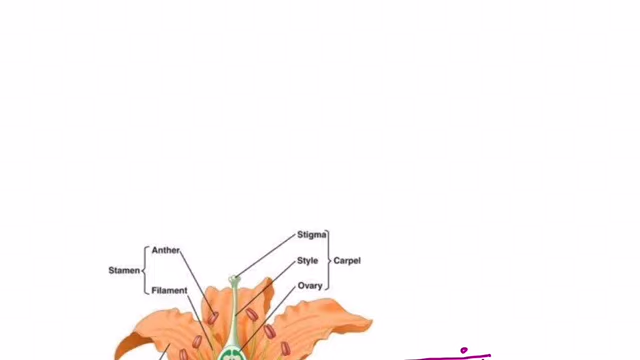 Stigma
Anther
Style
Carpel
Stamen
Ovary
Filament